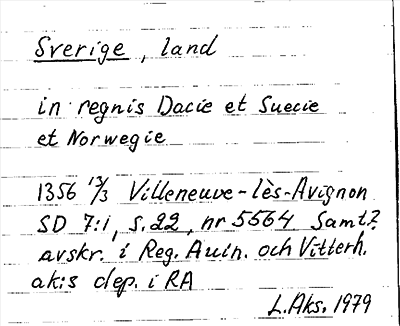 Sverige, land
in regnis Dacie et Suecie
et Norwegie
1356 13/3 Villeneuve-lès-Avignon
SD 7:1, s. 22, nr 5564 Samt?
avskr. i Reg. Avin. och Vitterh.
ak:s dep. i RA
L.Aks. 1979